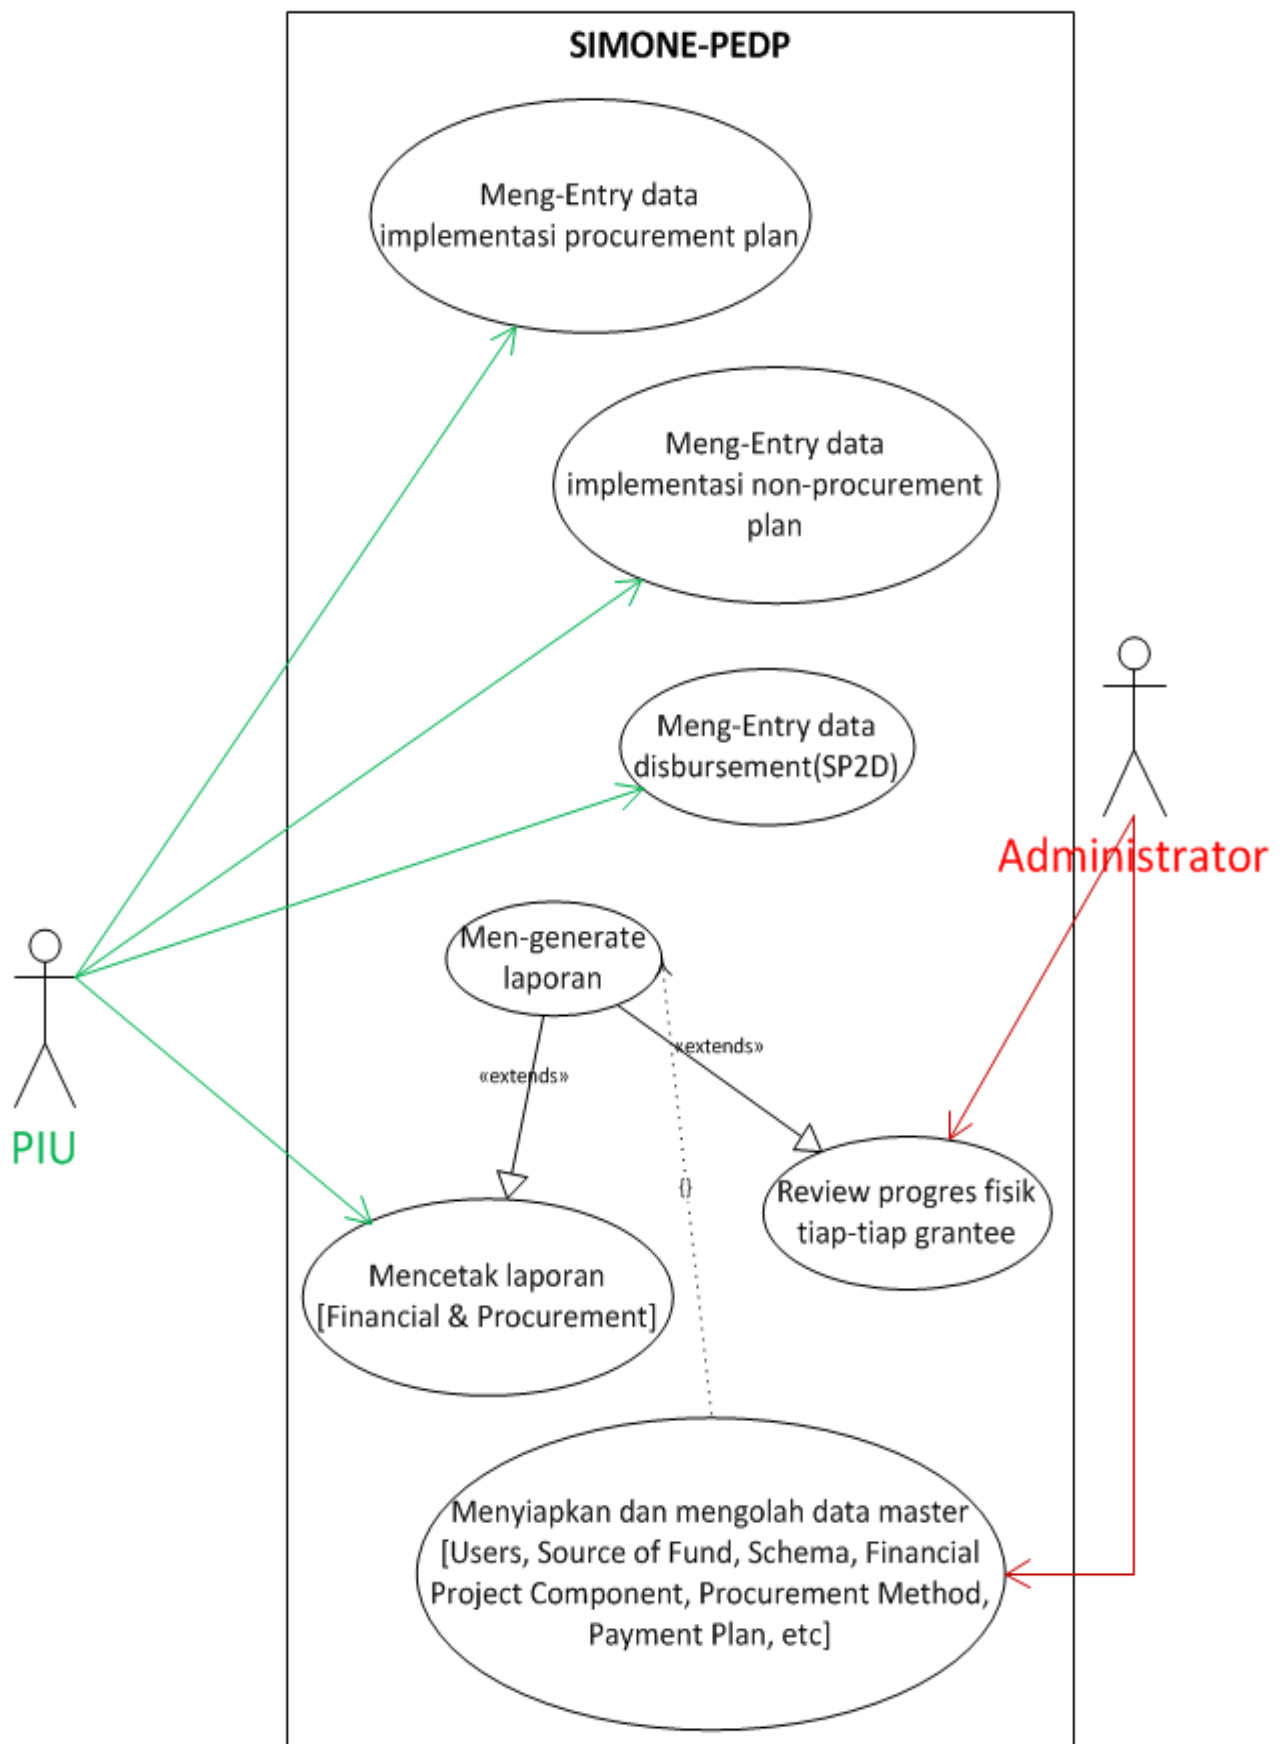 SIMONE-PEDP
Meng-Entry data
implementasi procurement plan
Meng-Entry data
implementasi non-procurement
plan
Meng-Entry data
disbursement(SP2D)
Administrator
Men-generate
laporan
«extends»
«extends»
PIU
{}
Review progres fisik
tiap-tiap grantee
Mencetak laporan
[Financial & Procurement]
Menyiapkan dan mengolah data master
[Users, Source of Fund, Schema, Financial
Project Component, Procurement Method,
Payment Plan, etc]